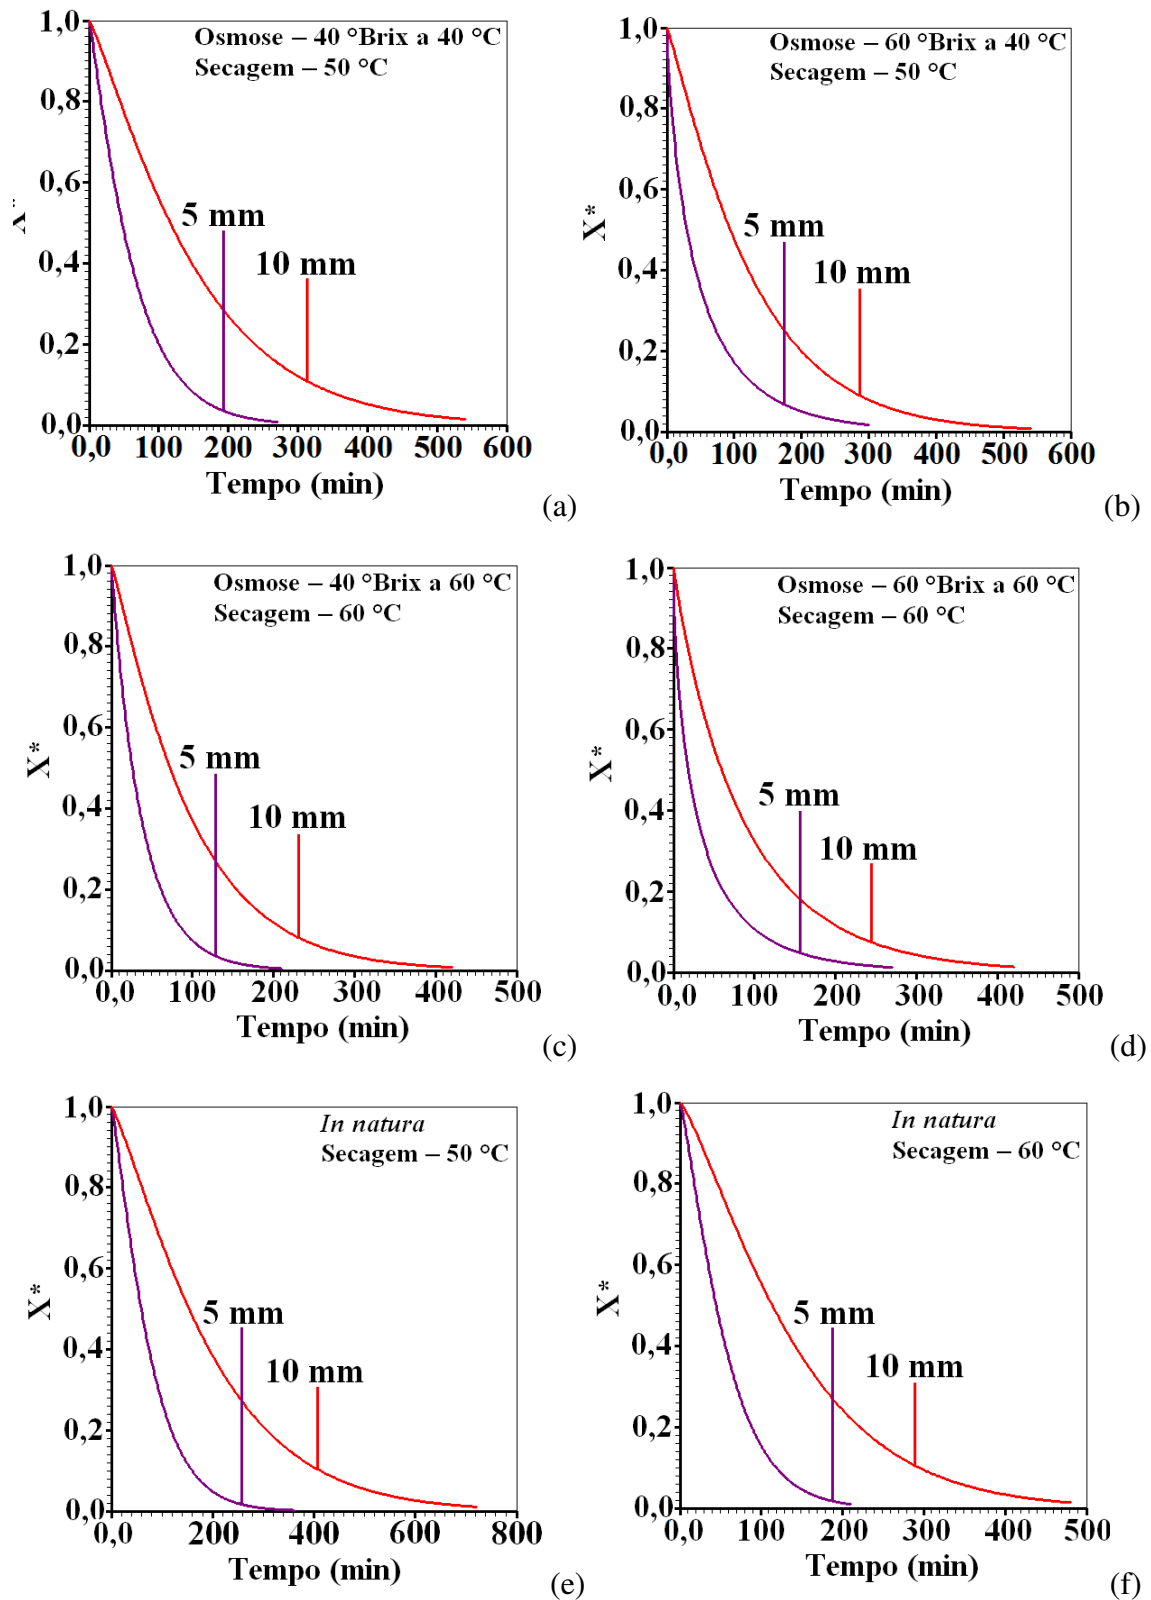 1,0
Osmose – 40 °Brix a 40 °C
Secagem – 50 °C
0,8
0,6
X*
5 mm
0,4
10 mm
0,2
0,0
0,0 100 200 300 400 500 600
Tempo (min)
(a)
1,0
Osmose – 60 °Brix a 40 °C
Secagem – 50 °C
0,8
0,6
X*
5 mm
0,4
10 mm
0,2
0,0
0,0 100 200 300 400 500 600
Tempo (min)
(b)
1,0
Osmose – 40 °Brix a 60 °C
Secagem – 60 °C
0,8
0,6
X*
5 mm
0,4
10 mm
0,2
0,0
0,0 100 200 300 400 500
Tempo (min)
(c)
1,0
Osmose – 60 °Brix a 60 °C
Secagem – 60 °C
0,8
0,6
X*
5 mm
0,4
10 mm
0,2
0,0
0,0 100 200 300 400 500
Tempo (min)
(d)
1,0
In natura
Secagem – 50 °C
0,8
0,6
X*
5 mm
0,4
10 mm
0,2
0,0
0,0 200 400 600 800
Tempo (min)
(e)
1,0
In natura
Secagem – 60 °C
0,8
0,6
X*
5 mm
0,4
10 mm
0,2
0,0
0,0 100 200 300 400 500
Tempo (min)
(f)